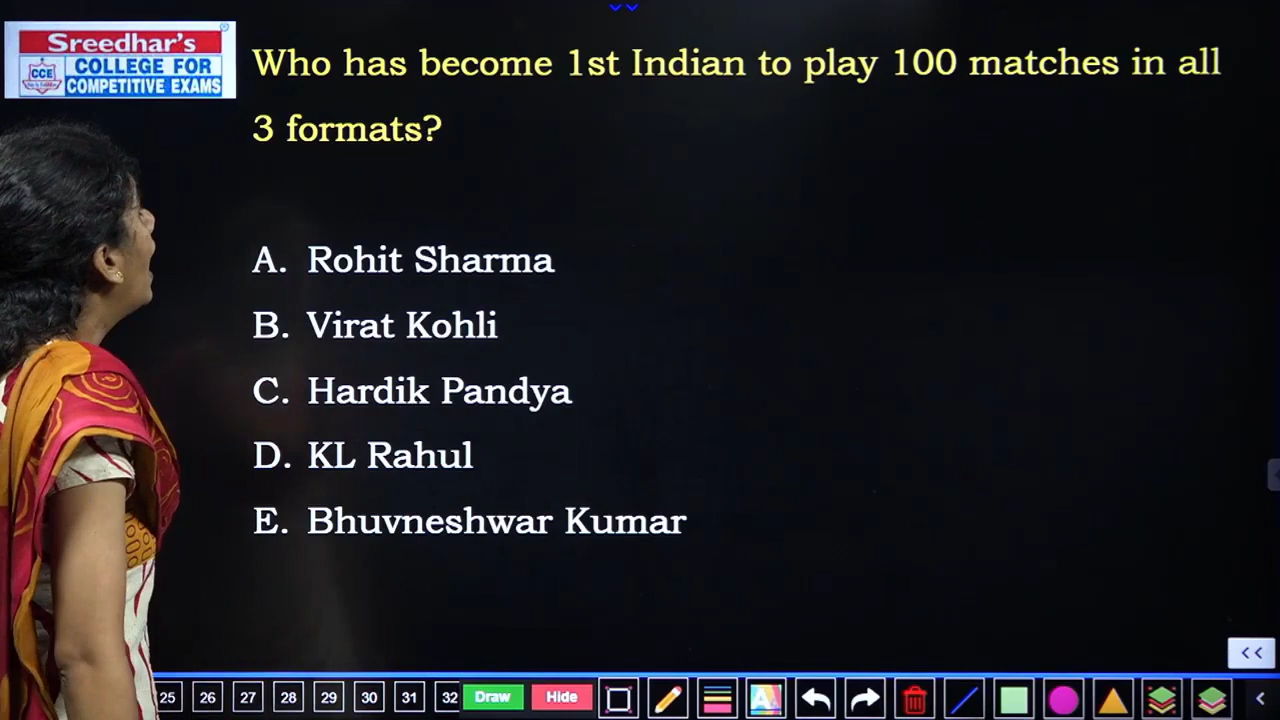 Sreedhar's
CCE
COLLEGE FOR
COMPETITIVE EXAMS
Who has become 1st Indian to play 100 matches in all
3 formats?
A. Rohit Sharma
B. Virat Kohli
C. Hardik Pandya
D. KL Rahul
E. Bhuvneshwar Kumar
<<
25 26 27 28 29 30 31 32 Draw Hide A